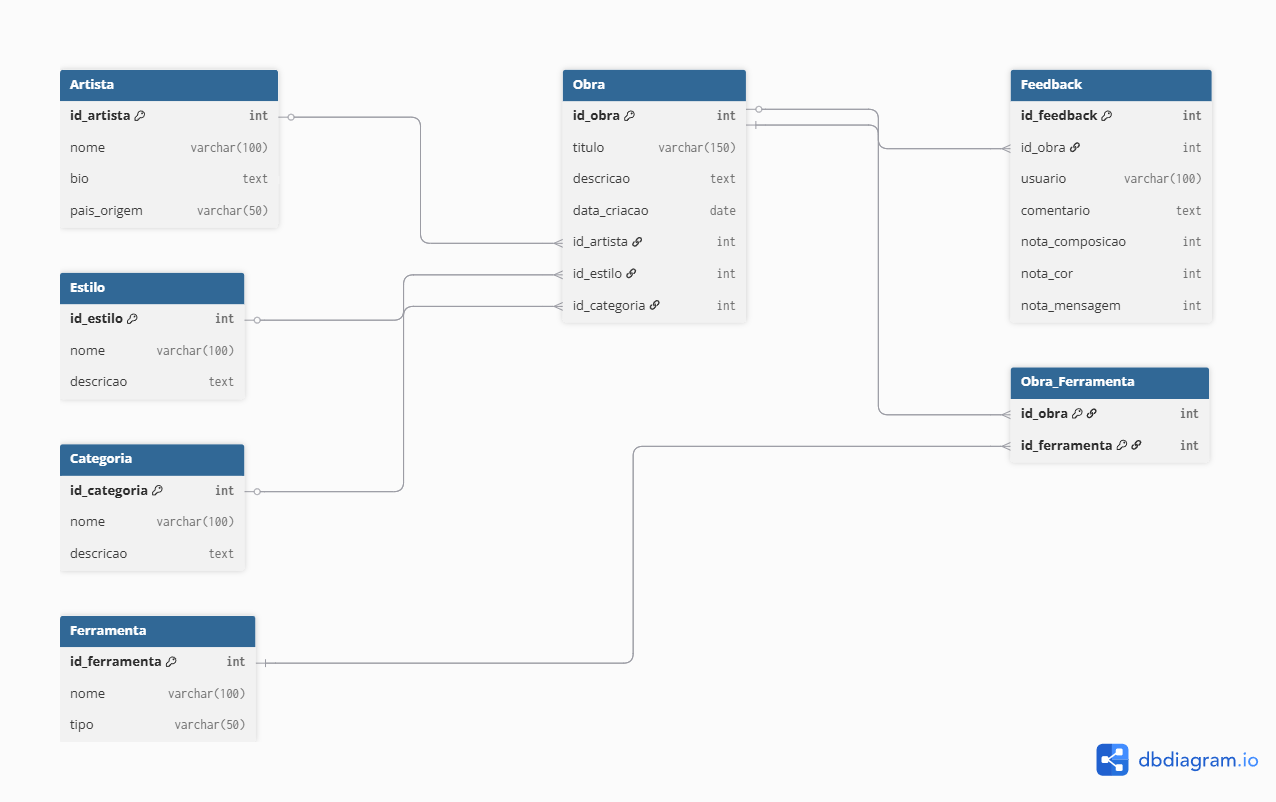 Artista
id_artista int
nome varchar(100)
bio text
pais_origem varchar(50)
Estilo
id_estilo int
nome varchar(100)
descricao text
Categoria
id_categoria int
nome varchar(100)
descricao text
Ferramenta
id_ferramenta int
nome varchar(100)
tipo varchar(50)
Obra
id_obra int
titulo varchar(150)
descricao text
data_criacao date
id_artista int
id_estilo int
id_categoria int
Feedback
id_feedback int
id_obra int
usuario varchar(100)
comentario text
nota_composicao int
nota_cor int
nota_mensagem int
Obra_Ferramenta
id_obra int
id_ferramenta int
dbdiagram.io